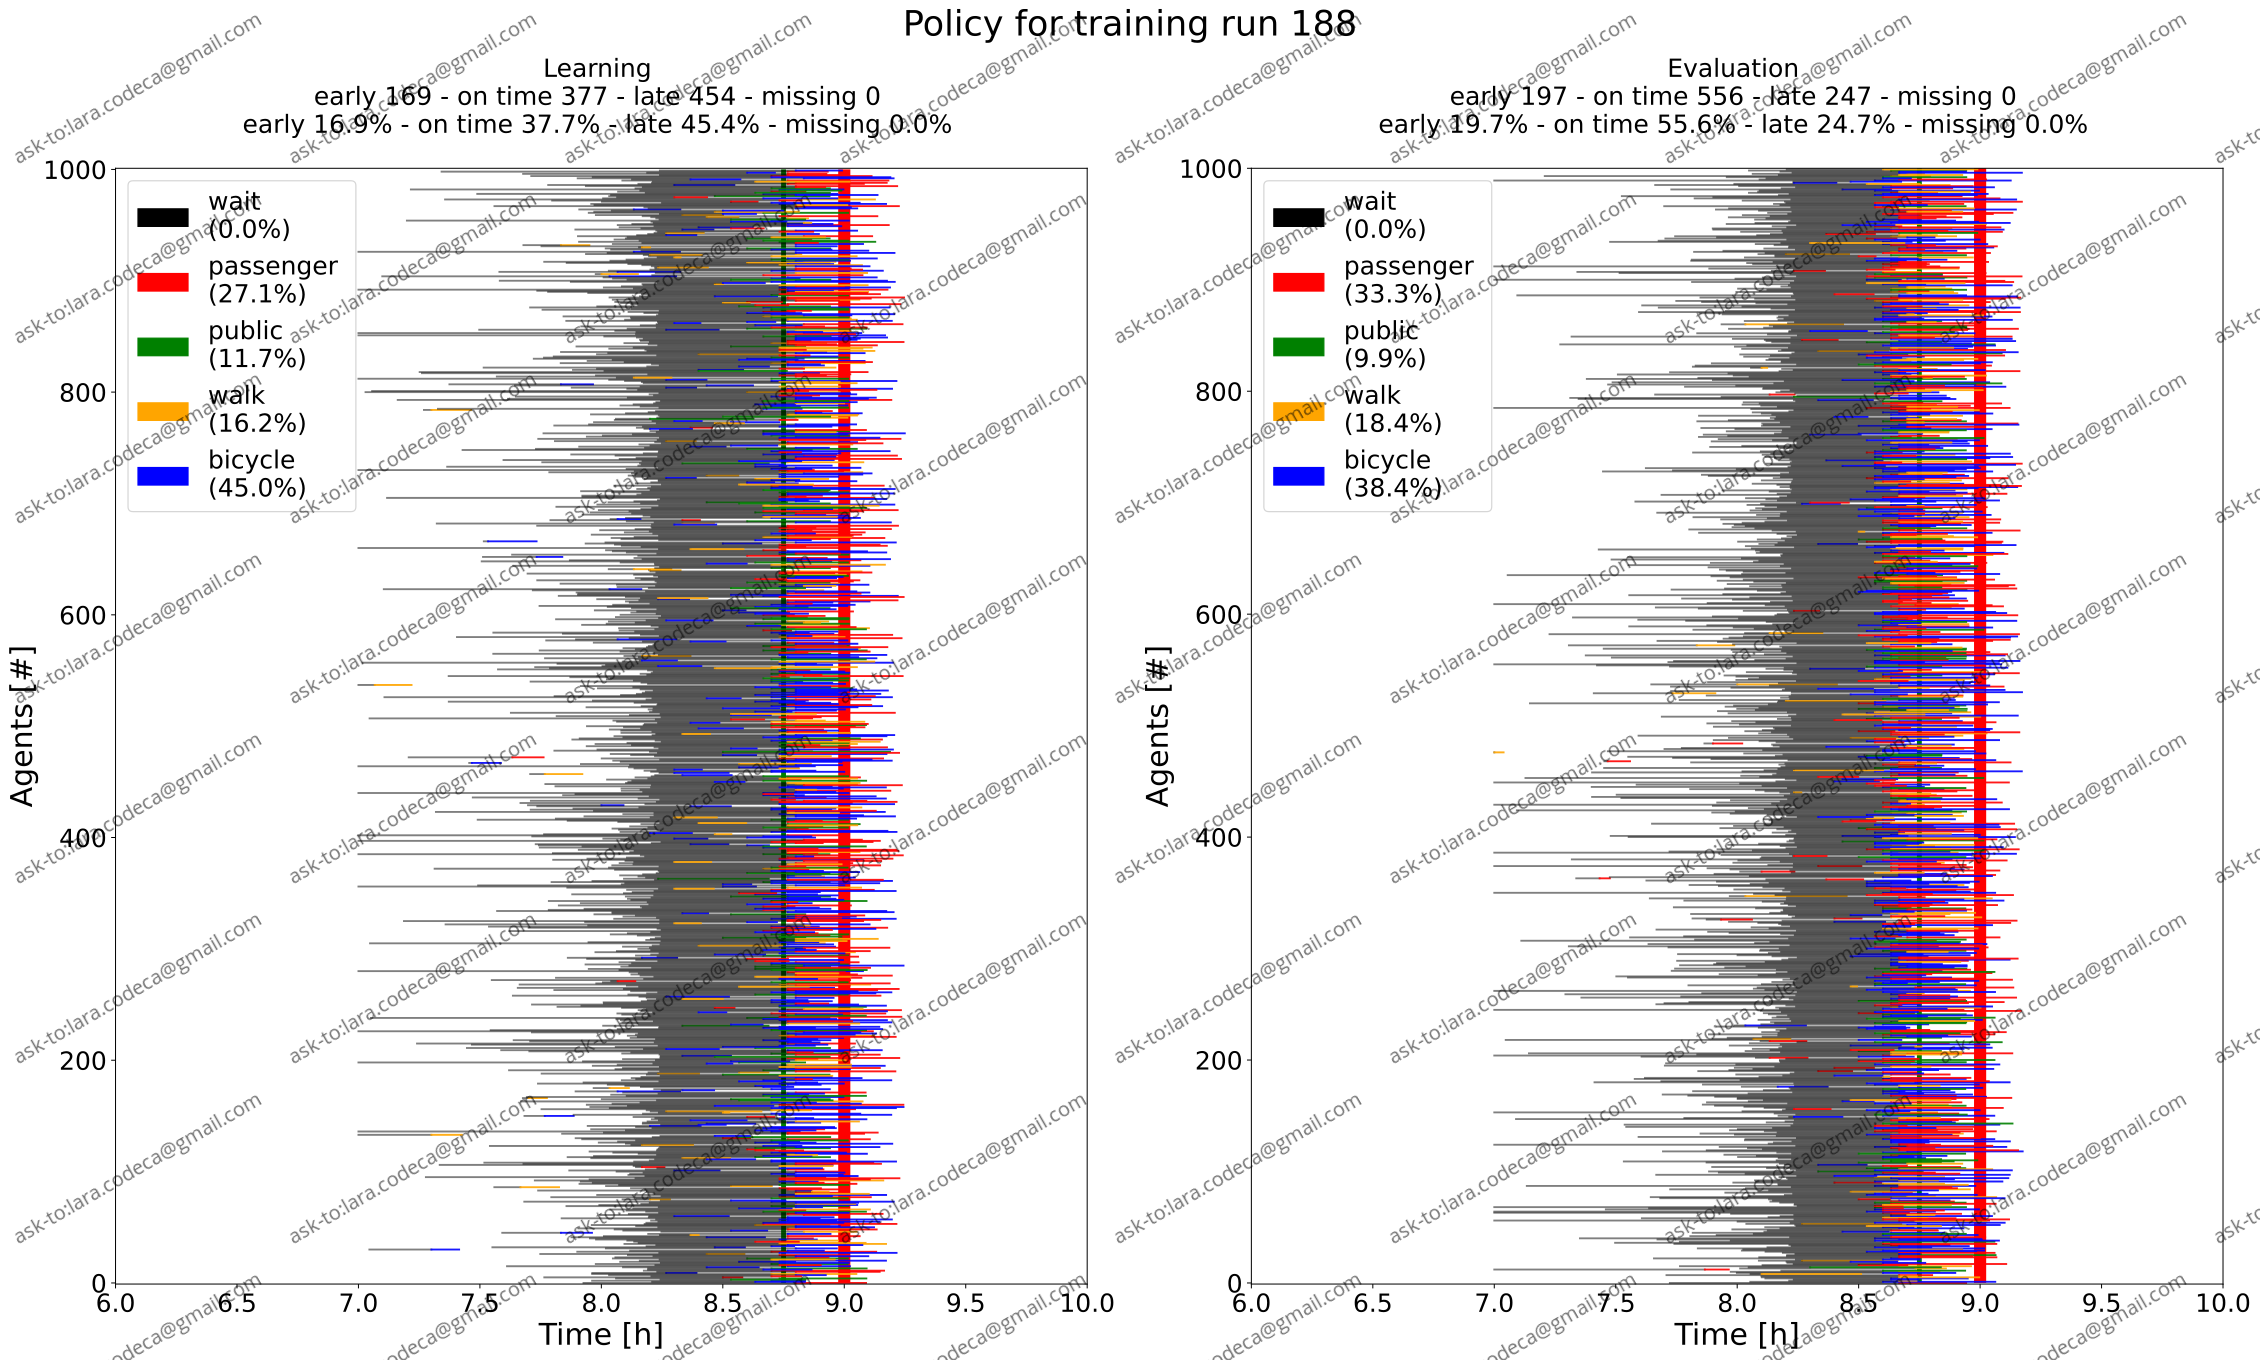 Policy for training run 188
Learning
early 169 - on time 377 - late 454 - missing 0
early 16.9% - on time 37.7% - late 45.4% - missing 0.0%
1000
800
600
400
200
0
Agents [#]
wait
(0.0%)
passenger
(27.1%)
public
(11.7%)
walk
(16.2%)
bicycle
(45.0%)
6.0 6.5 7.0 7.5 8.0 8.5 9.0 9.5 10.0
Time [h]
Evaluation
early 197 - on time 556 - late 247 - missing 0
early 19.7% - on time 55.6% - late 24.7% - missing 0.0%
1000
800
600
400
200
0
Agents [#]
wait
(0.0%)
passenger
(33.3%)
public
(9.9%)
walk
(18.4%)
bicycle
(38.4%)
6.0 6.5 7.0 7.5 8.0 8.5 9.0 9.5 10.0
Time [h]
ask-to:lara.codeca@gmail.com